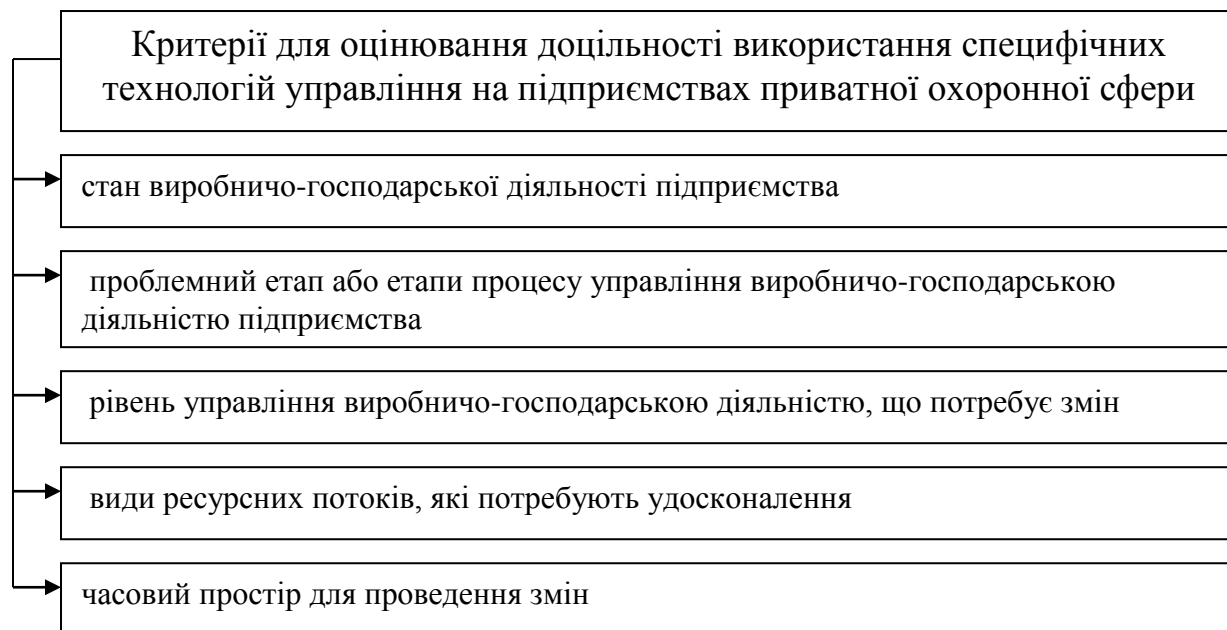 Критерії для оцінювання доцільності використання специфічних
технологій управління на підприємствах приватної охоронної сфери
стан виробничо-господарської діяльності підприємства
проблемний етап або етапи процесу управління виробничо-господарською
діяльністю підприємства
рівень управління виробничо-господарською діяльністю, що потребує змін
види ресурсних потоків, які потребують удосконалення
часовий простір для проведення змін